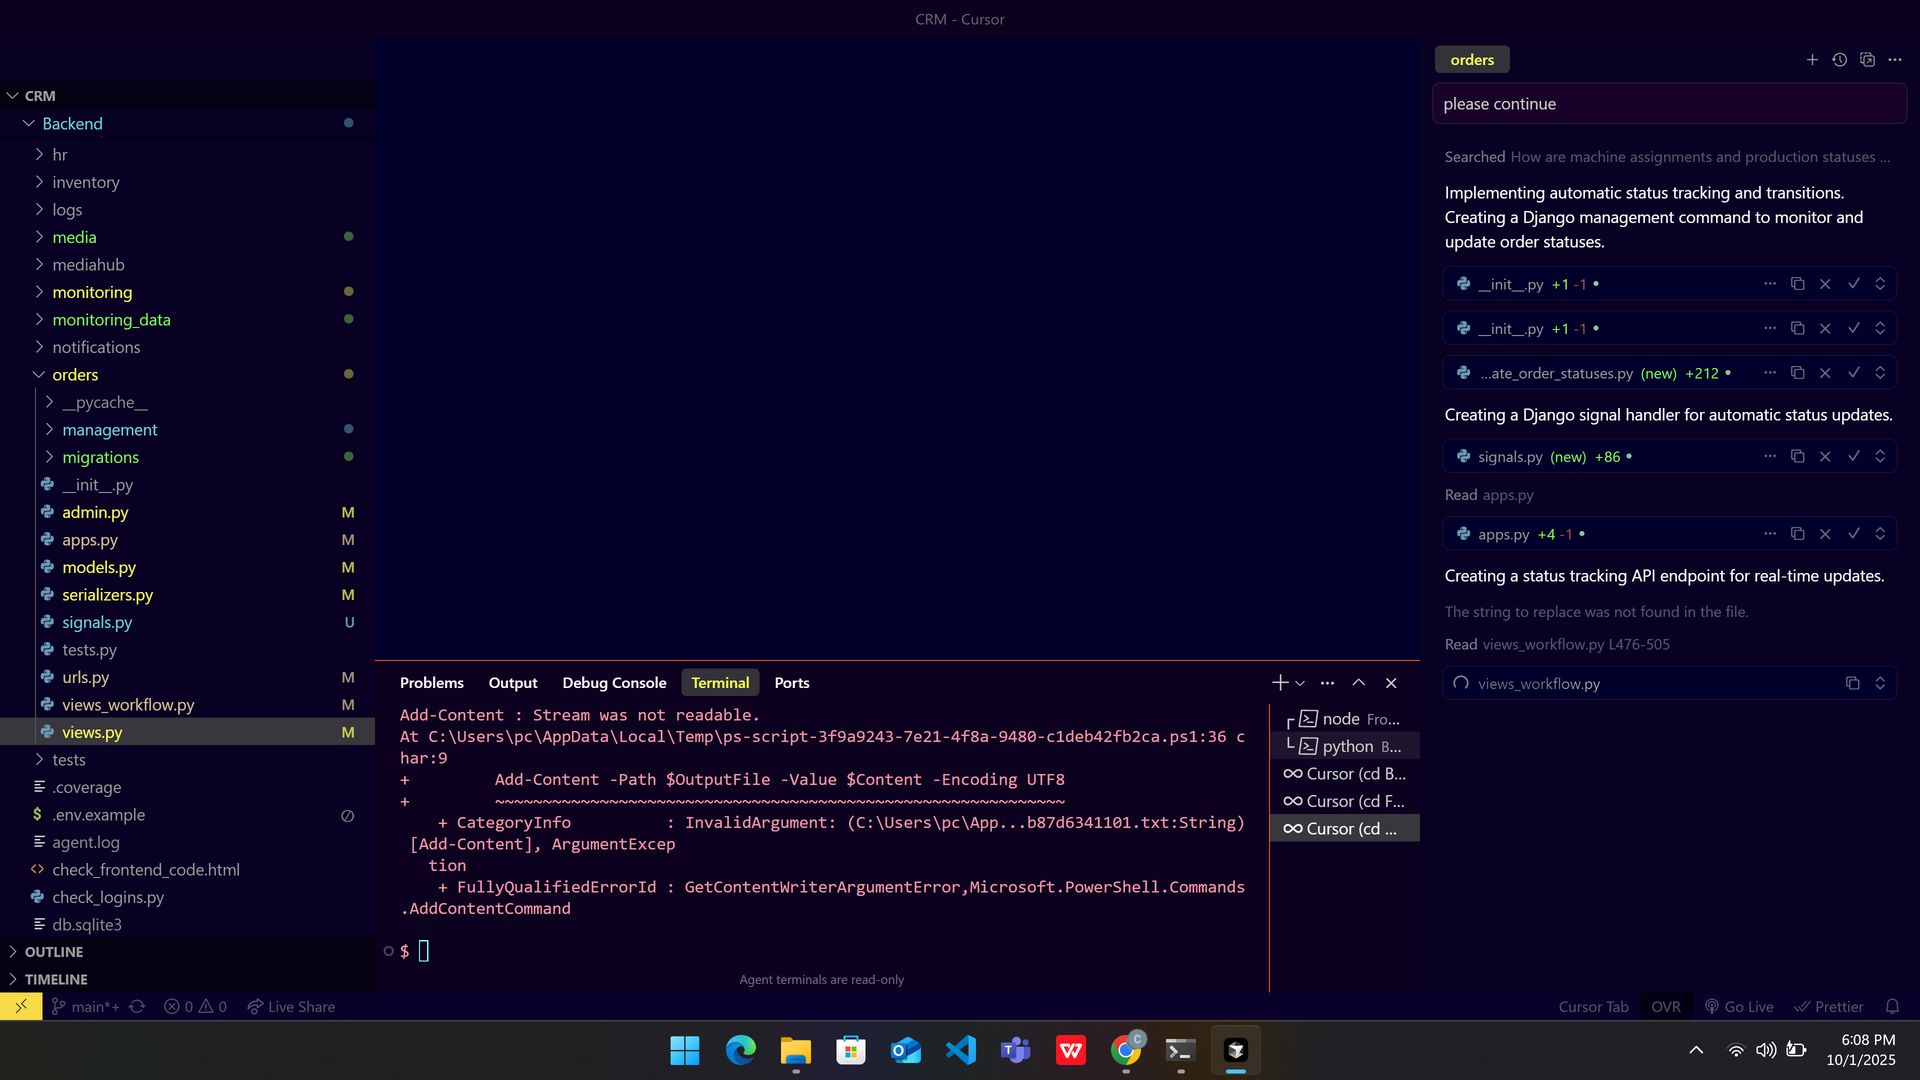 CRM - Cursor
CRM
Backend
hr
inventory
logs
media
mediahub
monitoring
monitoring_data
notifications
orders
__pycache__
management
migrations
__init__.py
admin.py M
apps.py M
models.py M
serializers.py M
signals.py U
tests.py
urls.py M
views_workflow.py M
views.py M
tests
.coverage
$ .env.example
agent.log
check_frontend_code.html
check_logins.py
db.sqlite3
OUTLINE
TIMELINE
Problems Output Debug Console Terminal Ports
Add-Content : Stream was not readable.
At C:\Users\pc\AppData\Local\Temp\ps-script-3f9a9243-7e21-4f8a-9480-c1deb42fb2ca.ps1:36 c
har:9
+         Add-Content -Path $OutputFile -Value $Content -Encoding UTF8
+         ~~~~~~~~~~~~~~~~~~~~~~~~~~~~~~~~~~~~~~~~~~~~~~~~~~~~~~~~~~~~
    + CategoryInfo          : InvalidArgument: (C:\Users\pc\App...b87d6341101.txt:String)
 [Add-Content], ArgumentExcep
   tion
    + FullyQualifiedErrorId : GetContentWriterArgumentError,Microsoft.PowerShell.Commands
.AddContentCommand
$
Agent terminals are read-only
node Fro...
python B...
Cursor (cd B...
Cursor (cd F...
Cursor (cd ...
orders
please continue
Searched How are machine assignments and production statuses ...
Implementing automatic status tracking and transitions.
Creating a Django management command to monitor and
update order statuses.
__init__.py +1 -1
__init__.py +1 -1
...ate_order_statuses.py (new) +212
Creating a Django signal handler for automatic status updates.
signals.py (new) +86
Read apps.py
apps.py +4 -1
Creating a status tracking API endpoint for real-time updates.
The string to replace was not found in the file.
Read views_workflow.py L476-505
views_workflow.py
main*+ 0 0 Live Share
Cursor Tab OVR Go Live Prettier
6:08 PM
10/1/2025